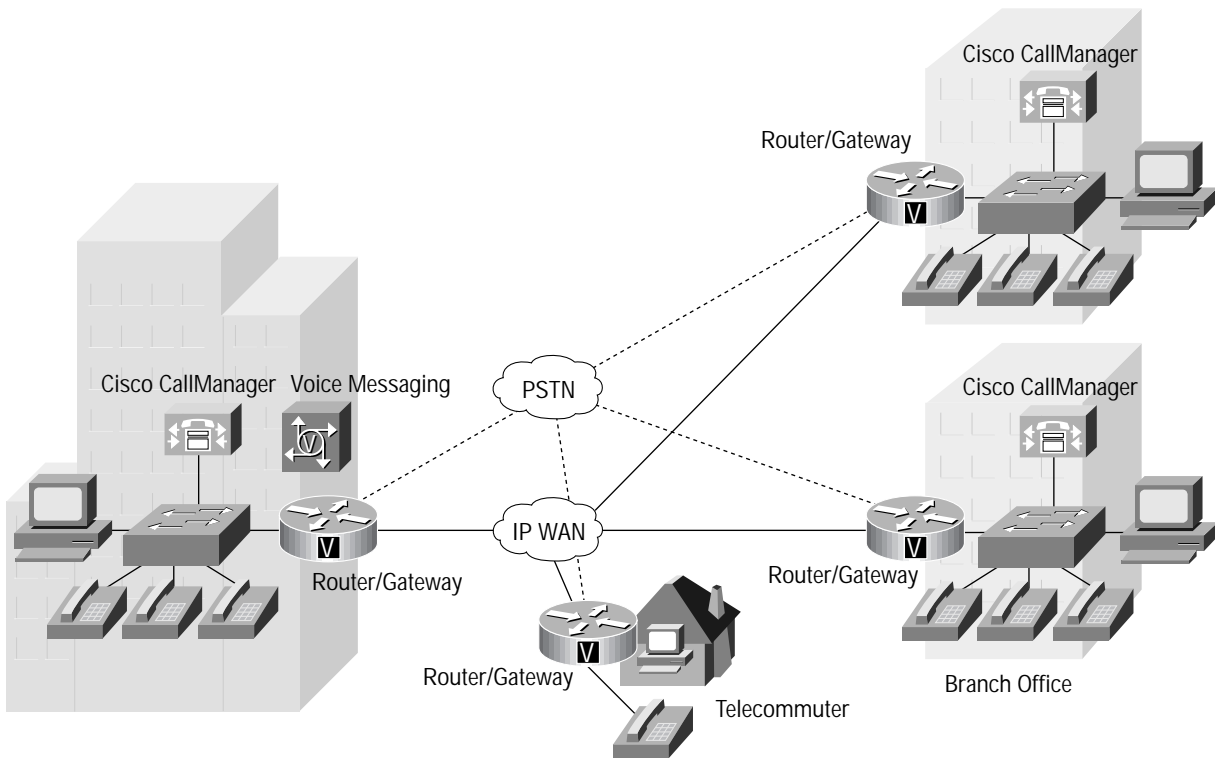 Cisco CallManager
Router/Gateway
V
Cisco CallManager Voice Messaging
V
PSTN
Cisco CallManager
IP WAN
V
V
Router/Gateway
Router/Gateway
V
Router/Gateway
Branch Office
Telecommuter